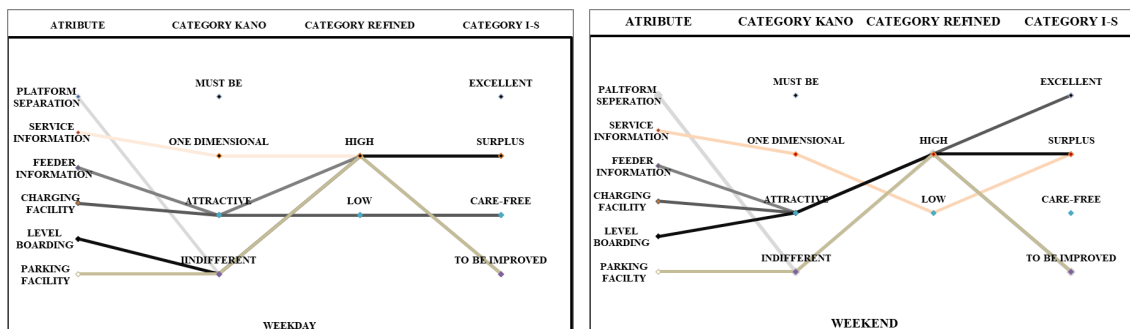 ATRIBUTE CATEGORY KANO CATEGORY REFINED CATEGORY I-S
MUST BE EXCELLENT
PLATFORM
SEPARATION
SERVICE
INFORMATION
ONE DIMENSIONAL HIGH SURPLUS
FEEDER
INFORMATION
CHARGING
FACILITY
ATTRACTIVE LOW CARE-FREE
LEVEL
BOARDING
IINDIFFERENT TO BE IMPROVED
PARKING
FACILTY
WEEKDAY
ATRIBUTE CATEGORY KANO CATEGORY REFINED CATEGORY I-S
MUST BE EXCELLENT
PALTFORM
SEPERATION
SERVICE
INFORMATION
ONE DIMENSIONAL HIGH SURPLUS
FEEDER
INFORMATION
CHARGING
FACILITY
ATTRACTIVE LOW CARE-FREE
LEVEL
BOARDING
INDIFFERENT TO BE IMPROVED
PARKING
FACILITY
WEEKEND